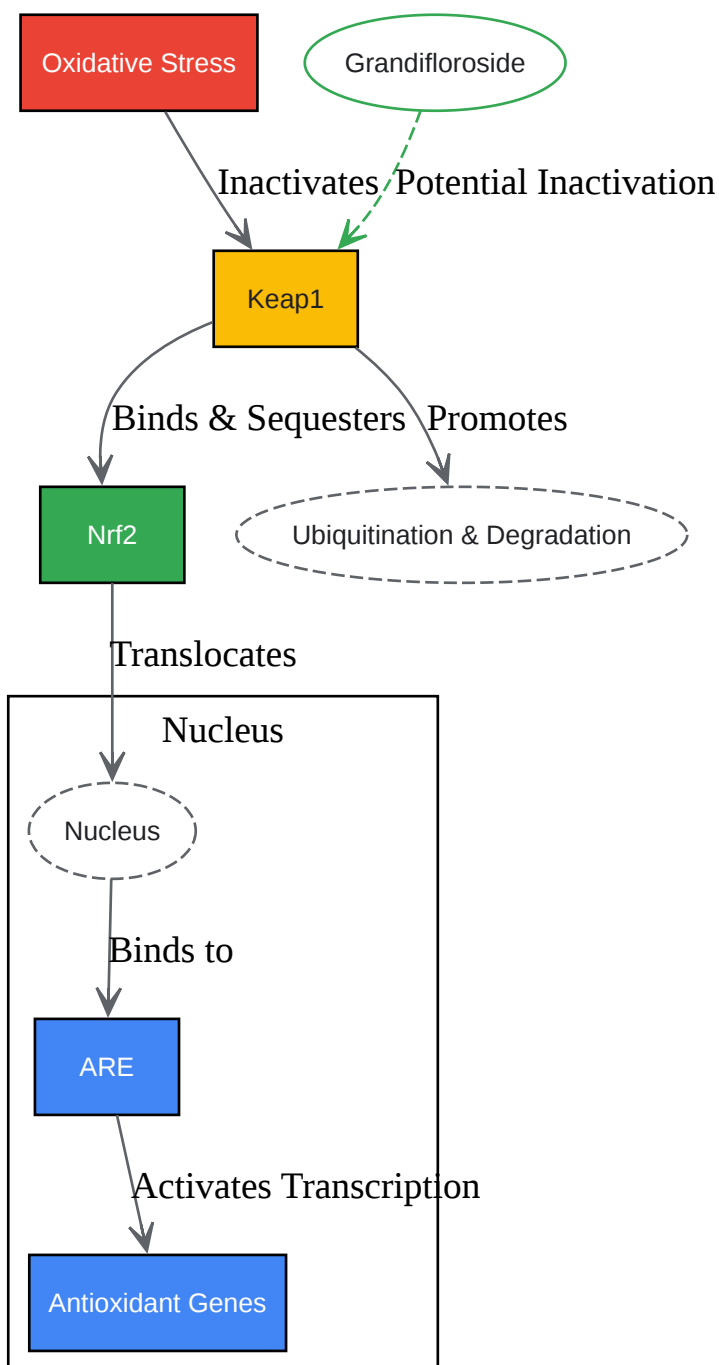 Oxidative Stress
Grandifloroside
Inactivates
Potential Inactivation
Keap1
Binds & Sequesters
Promotes
Nrf2
Ubiquitination & Degradation
Translocates
Nucleus
Nucleus
Binds to
ARE
Activates Transcription
Antioxidant Genes